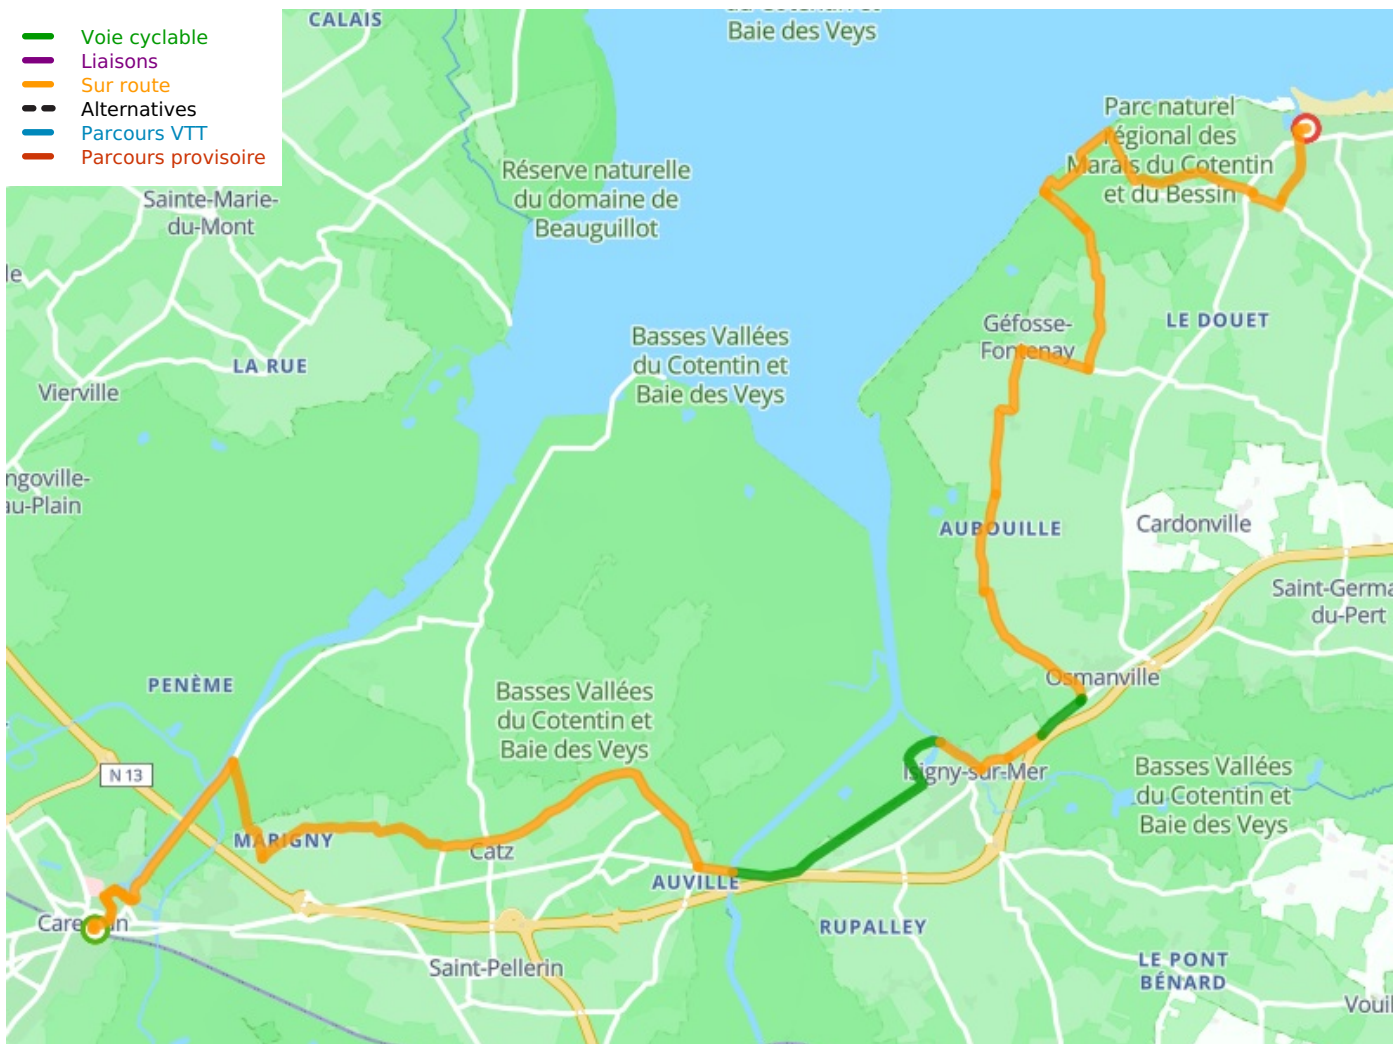 Voie cyclable
Liaisons
Sur route
Alternatives
Parcours VTT
Parcours provisoire
CALAIS
Baie des Veys
Parc naturel
régional des
Marais du Cotentin
et du Bessin
Réserve naturelle
du domaine de
Beauguillot
Sainte-Marie-
du-Mont
le
Géfosse-
Fontenay
LE DOUET
Basses Vallées
du Cotentin et
Baie des Veys
LA RUE
Vierville
ngoville-
au-Plain
AUBOUILLE
Cardonville
Saint-Germa
du-Pert
Osmanville
PENÈME
Basses Vallées
du Cotentin et
Baie des Veys
N 13
Isigny-sur-Mer
Basses Vallées
du Cotentin et
Baie des Veys
MARIGNY
Catz
AUVILLE
RUPALLEY
Saint-Pellerin
LE PONT
BÉNARD
Vouil